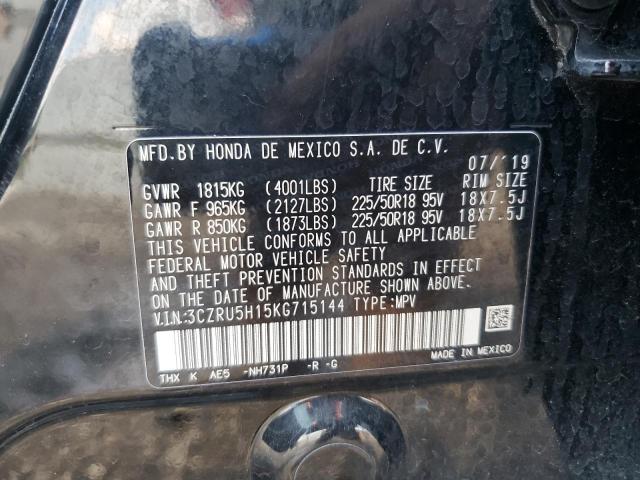 MFD.BY HONDA DE MEXICO S.A. DE C.V. 07/'19
GVWR 1815KG (4001LBS) TIRE SIZE RIM SIZE
GAWR F 965KG (2127LBS) 225/50R18 95V 18X7.5J
GAWR R 850KG (1873LBS) 225/50R18 95V 18X7.5J
THIS VEHICLE CONFORMS TO ALL APPLICABLE
FEDERAL MOTOR VEHICLE SAFETY
AND THEFT PREVENTION STANDARDS IN EFFECT
ON THE DATE OF MANUFACTURE SHOWN ABOVE.
V.I.N.:3CZRU5H15KG715144 TYPE:MPV
THX K AE5 -NH731P -R -G MADE IN MEXICO